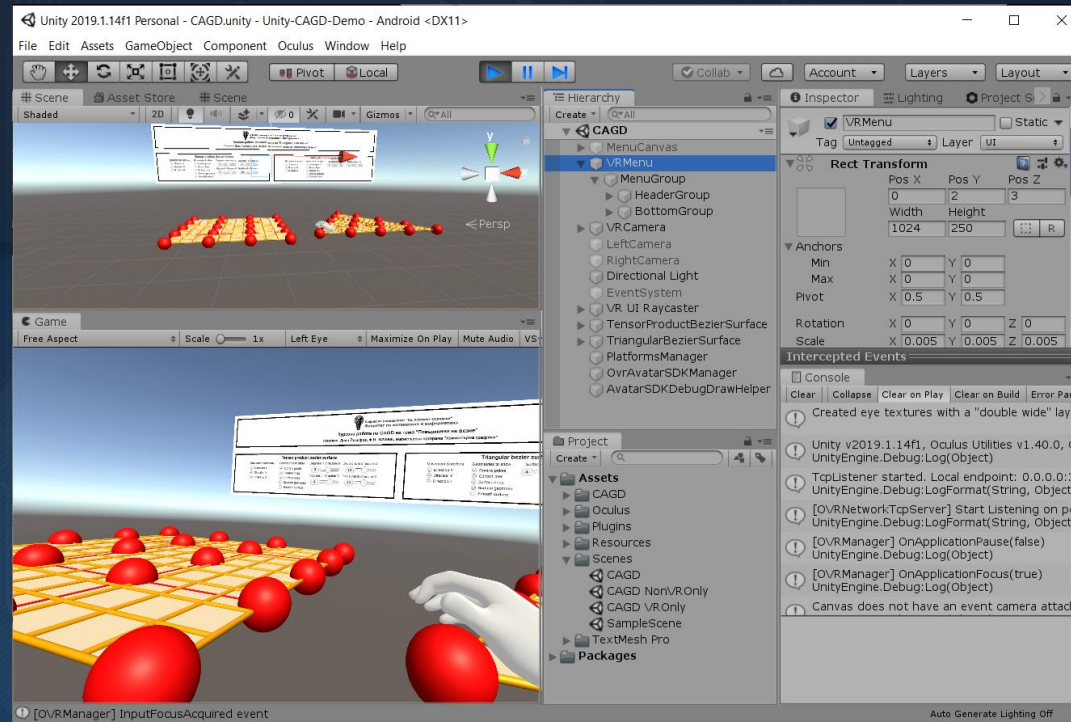 Unity 2019.1.14f1 Personal - CAGD.unity - Unity-CAGD-Demo - Android <DX11>
File Edit Assets GameObject Component Oculus Window Help
Pivot Local Collab Account Layers Layout
Scene Asset Store Scene
Shaded 2D 0 Gizmos All
y
Persp
Game
Free Aspect Scale 1x Left Eye Maximize On Play Mute Audio
Tensor product bezier surface
Triangular bezier surface
Hierarchy
Create All
CAGD
MenuCanvas
VRMenu
MenuGroup
HeaderGroup
BottomGroup
VRCamera
LeftCamera
RightCamera
Directional Light
EventSystem
VR UI Raycaster
TensorProductBezierSurface
TriangularBezierSurface
PlatformsManager
OvrAvatarSDKManager
AvatarSDKDebugDrawHelper
Project
Create
Assets
CAGD
Oculus
Plugins
Resources
Scenes
CAGD
CAGD NonVROnly
CAGD VROnly
SampleScene
TextMesh Pro
Packages
Inspector Lighting Project S
VRMenu Static
Tag Untagged Layer UI
Rect Transform
Pos X Pos Y Pos Z
0 2 3
Width Height
1024 250 R
Anchors
Min X 0 Y 0
Max X 0 Y 0
Pivot X 0.5 Y 0.5
Rotation X 0 Y 0 Z 0
Scale X 0.005 Y 0.005 Z 0.005
Intercepted Events
Console
Clear Collapse Clear on Play Clear on Build Error Pa
Created eye textures with a "double wide" lay
Unity v2019.1.14f1, Oculus Utilities v1.40.0,
UnityEngine.Debug:Log(Object)
TcpListener started. Local endpoint: 0.0.0.0:
UnityEngine.Debug:LogFormat(String, Object
[OVRNetworkTcpServer] Start Listening on po
UnityEngine.Debug:LogFormat(String, Object
[OVRManager] OnApplicationPause(false)
UnityEngine.Debug:Log(Object)
[OVRManager] OnApplicationFocus(true)
UnityEngine.Debug:Log(Object)
Canvas does not have an event camera attac
[OVRManager] InputFocusAcquired event
Auto Generate Lighting Off